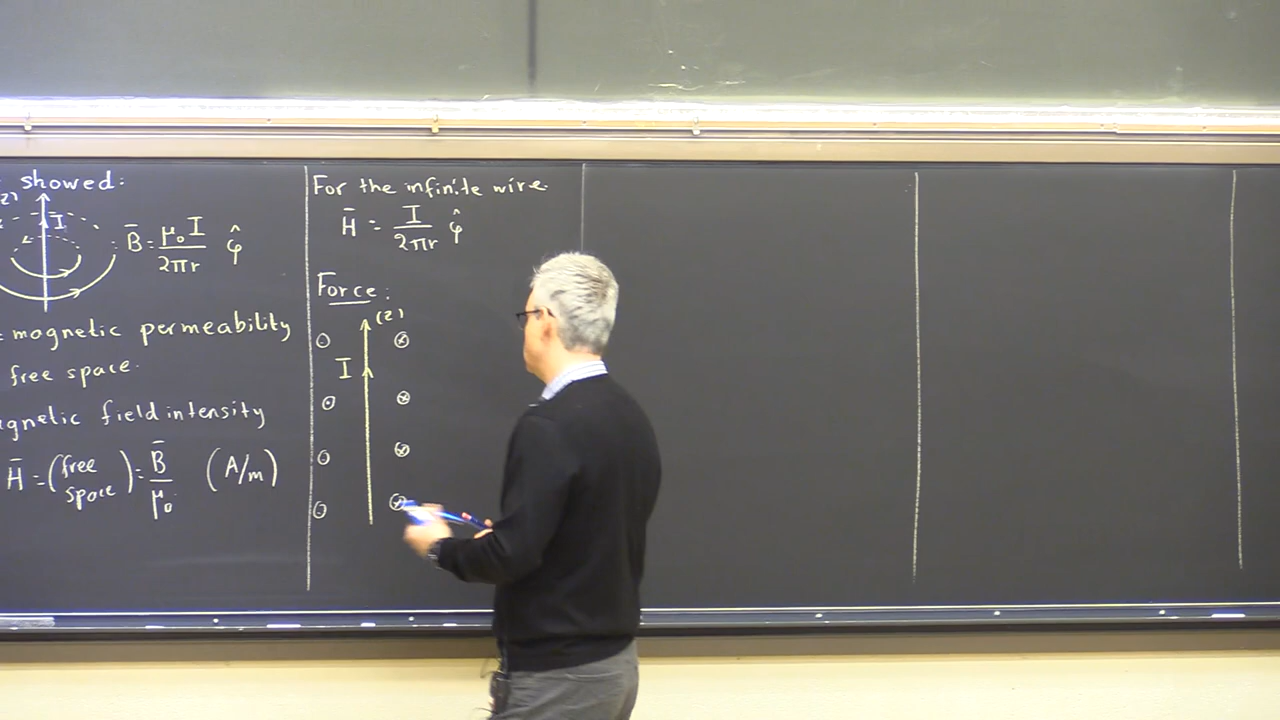 showed:
(z)
I
B̄ = μ₀I / 2πr φ̂
= magnetic permeability
free space.
magnetic field intensity
H̄ = (free space) = B̄ / μ₀ (A/m)
For the infinite wire.
H̄ = I / 2πr φ̂
Force:
(z)
I